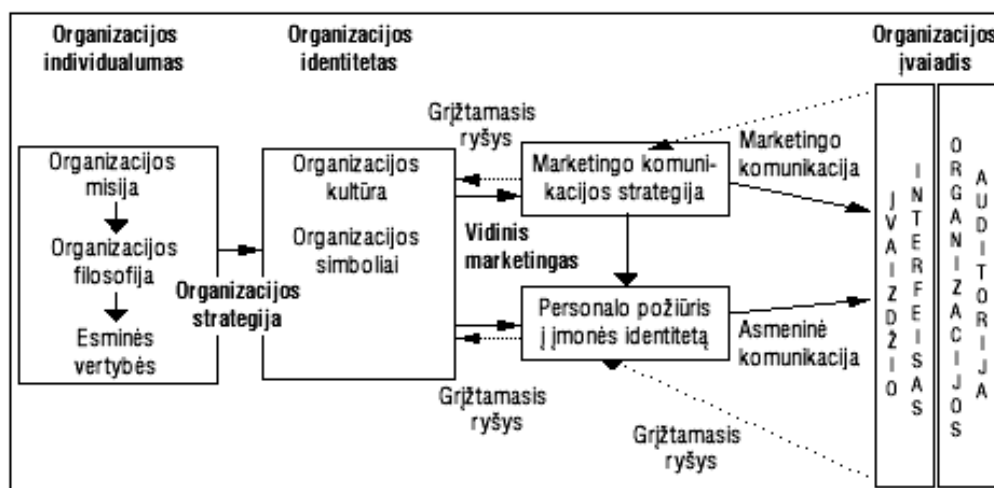 Organizacijos
individualumas
Organizacijos
identitetas
Organizacijos
įvaiadis
Organizacijos
misija
Organizacijos
filosofija
Esminės
vertybės
Organizacijos
strategija
Organizacijos
kultūra
Organizacijos
simboliai
Grįžtamasis
ryšys
Vidinis
marketingas
Grįžtamasis
ryšys
Marketingo komuni-
kacijos strategija
Personalo požiūris
į įmonės identitetą
Marketingo
komunikacija
Asmeninė
komunikacija
Grįžtamasis
ryšys
ĮVAIZDŽIO
INTERFEISAS
ORGANIZACIJOS
AUDITORIJA